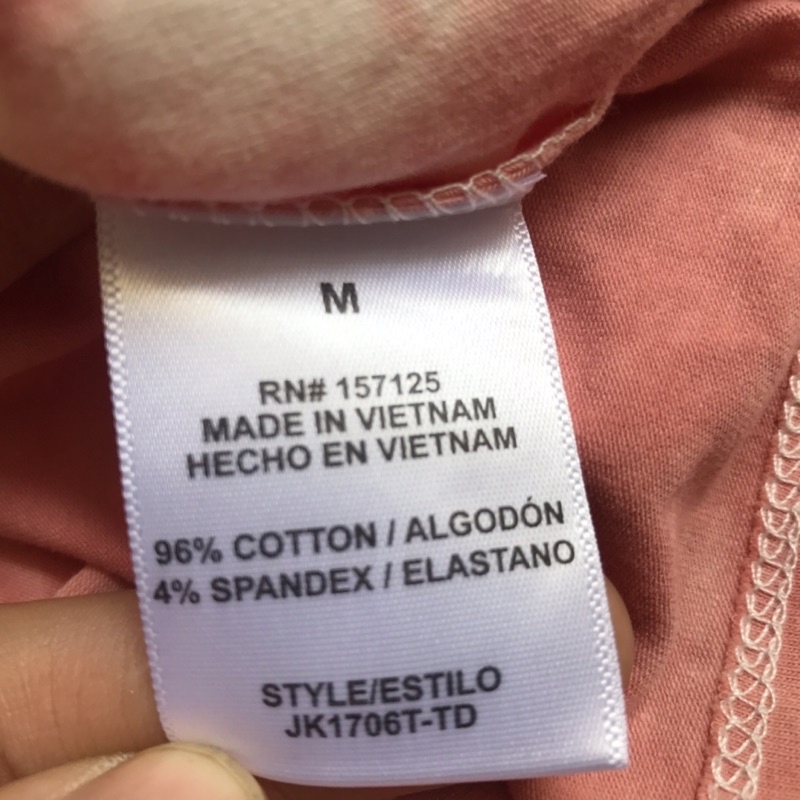 M
RN# 157125
MADE IN VIETNAM
HECHO EN VIETNAM
96% COTTON / ALGODÓN
4% SPANDEX / ELASTANO
STYLE/ESTILO
JK1706T-TD